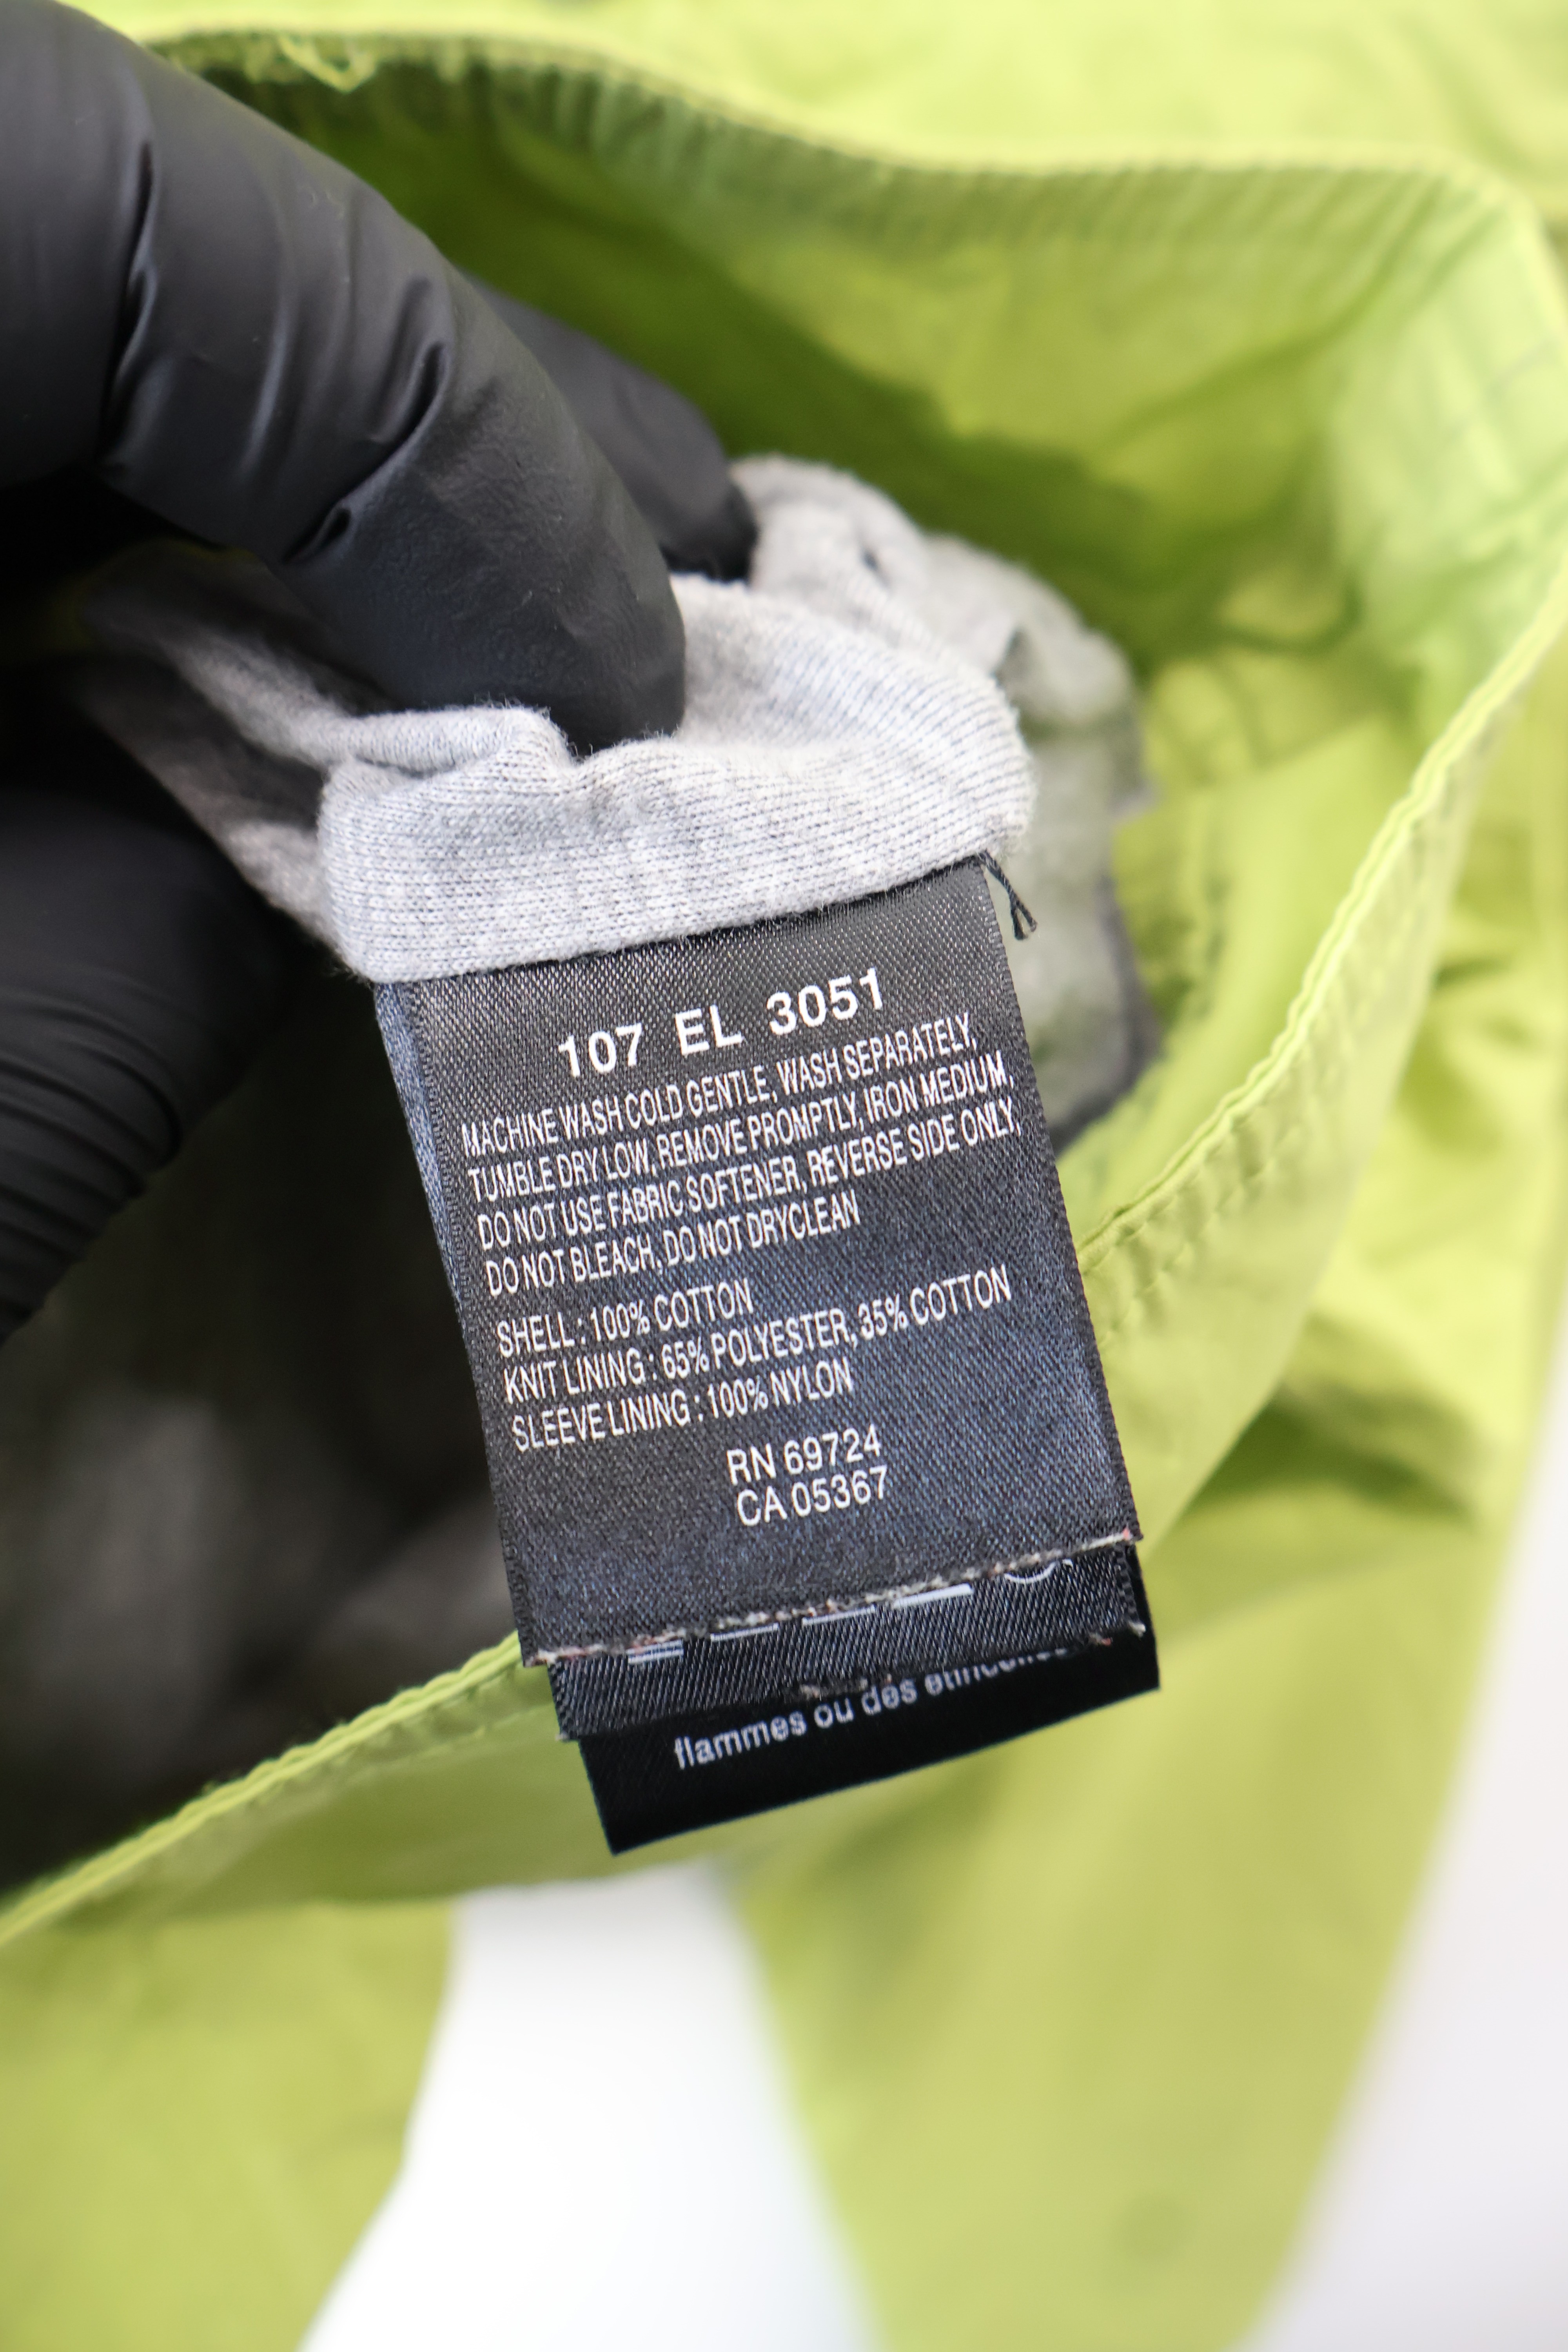 107 EL 3051
MACHINE WASH COLD GENTLE, WASH SEPARATELY,
TUMBLE DRY LOW, REMOVE PROMPTLY, IRON MEDIUM,
DO NOT USE FABRIC SOFTENER, REVERSE SIDE ONLY,
DO NOT BLEACH, DO NOT DRYCLEAN
SHELL : 100% COTTON
KNIT LINING : 65% POLYESTER, 35% COTTON
SLEEVE LINING : 100% NYLON
RN 69724
CA 05367
flammes ou des